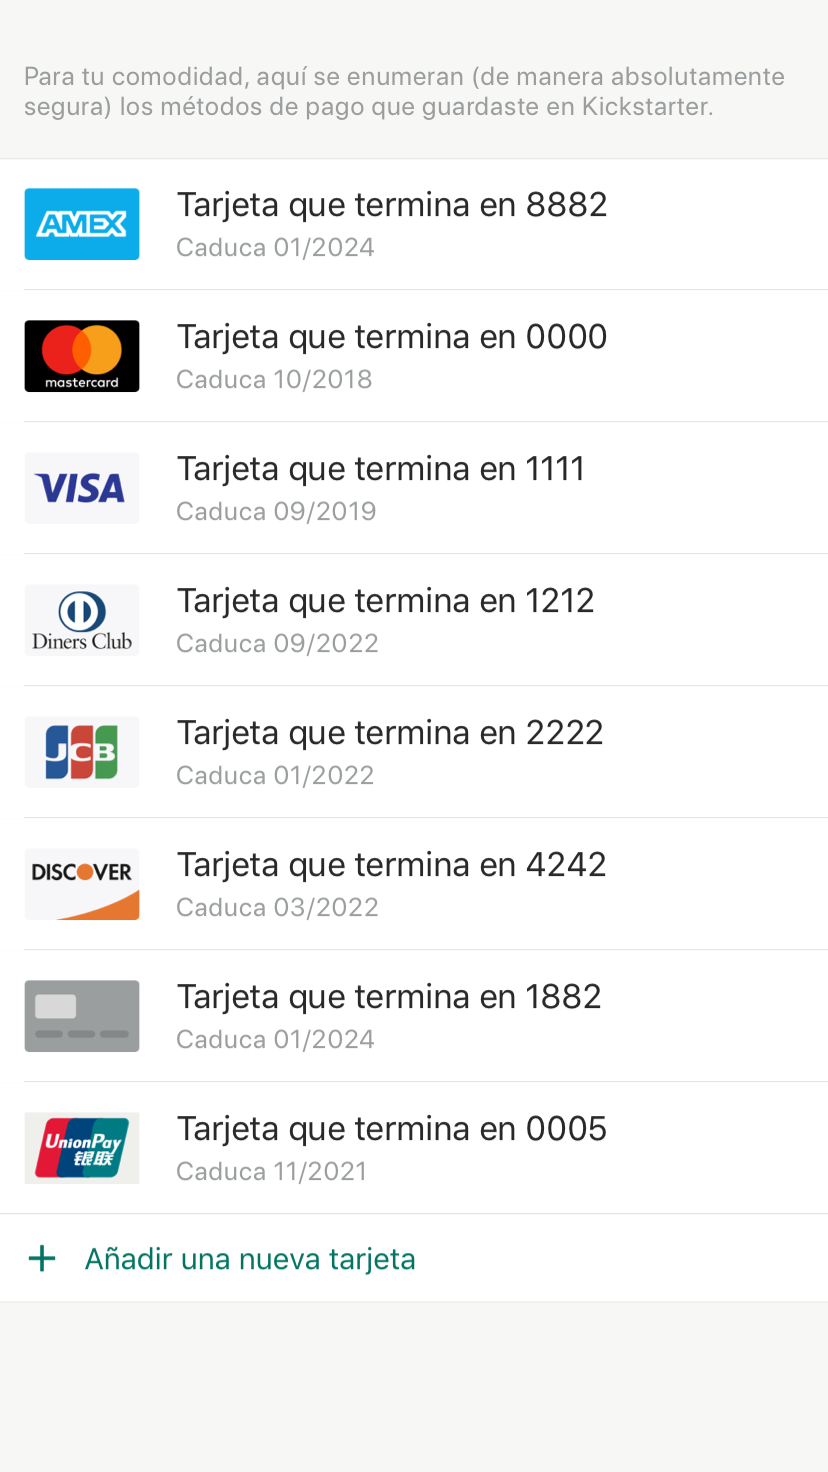 Para tu comodidad, aquí se enumeran (de manera absolutamente
segura) los métodos de pago que guardaste en Kickstarter.
AMEX
Tarjeta que termina en 8882
Caduca 01/2024
mastercard
Tarjeta que termina en 0000
Caduca 10/2018
VISA
Tarjeta que termina en 1111
Caduca 09/2019
Diners Club
Tarjeta que termina en 1212
Caduca 09/2022
JCB
Tarjeta que termina en 2222
Caduca 01/2022
DISCOVER
Tarjeta que termina en 4242
Caduca 03/2022
Tarjeta que termina en 1882
Caduca 01/2024
UnionPay
银联
Tarjeta que termina en 0005
Caduca 11/2021
+ Añadir una nueva tarjeta